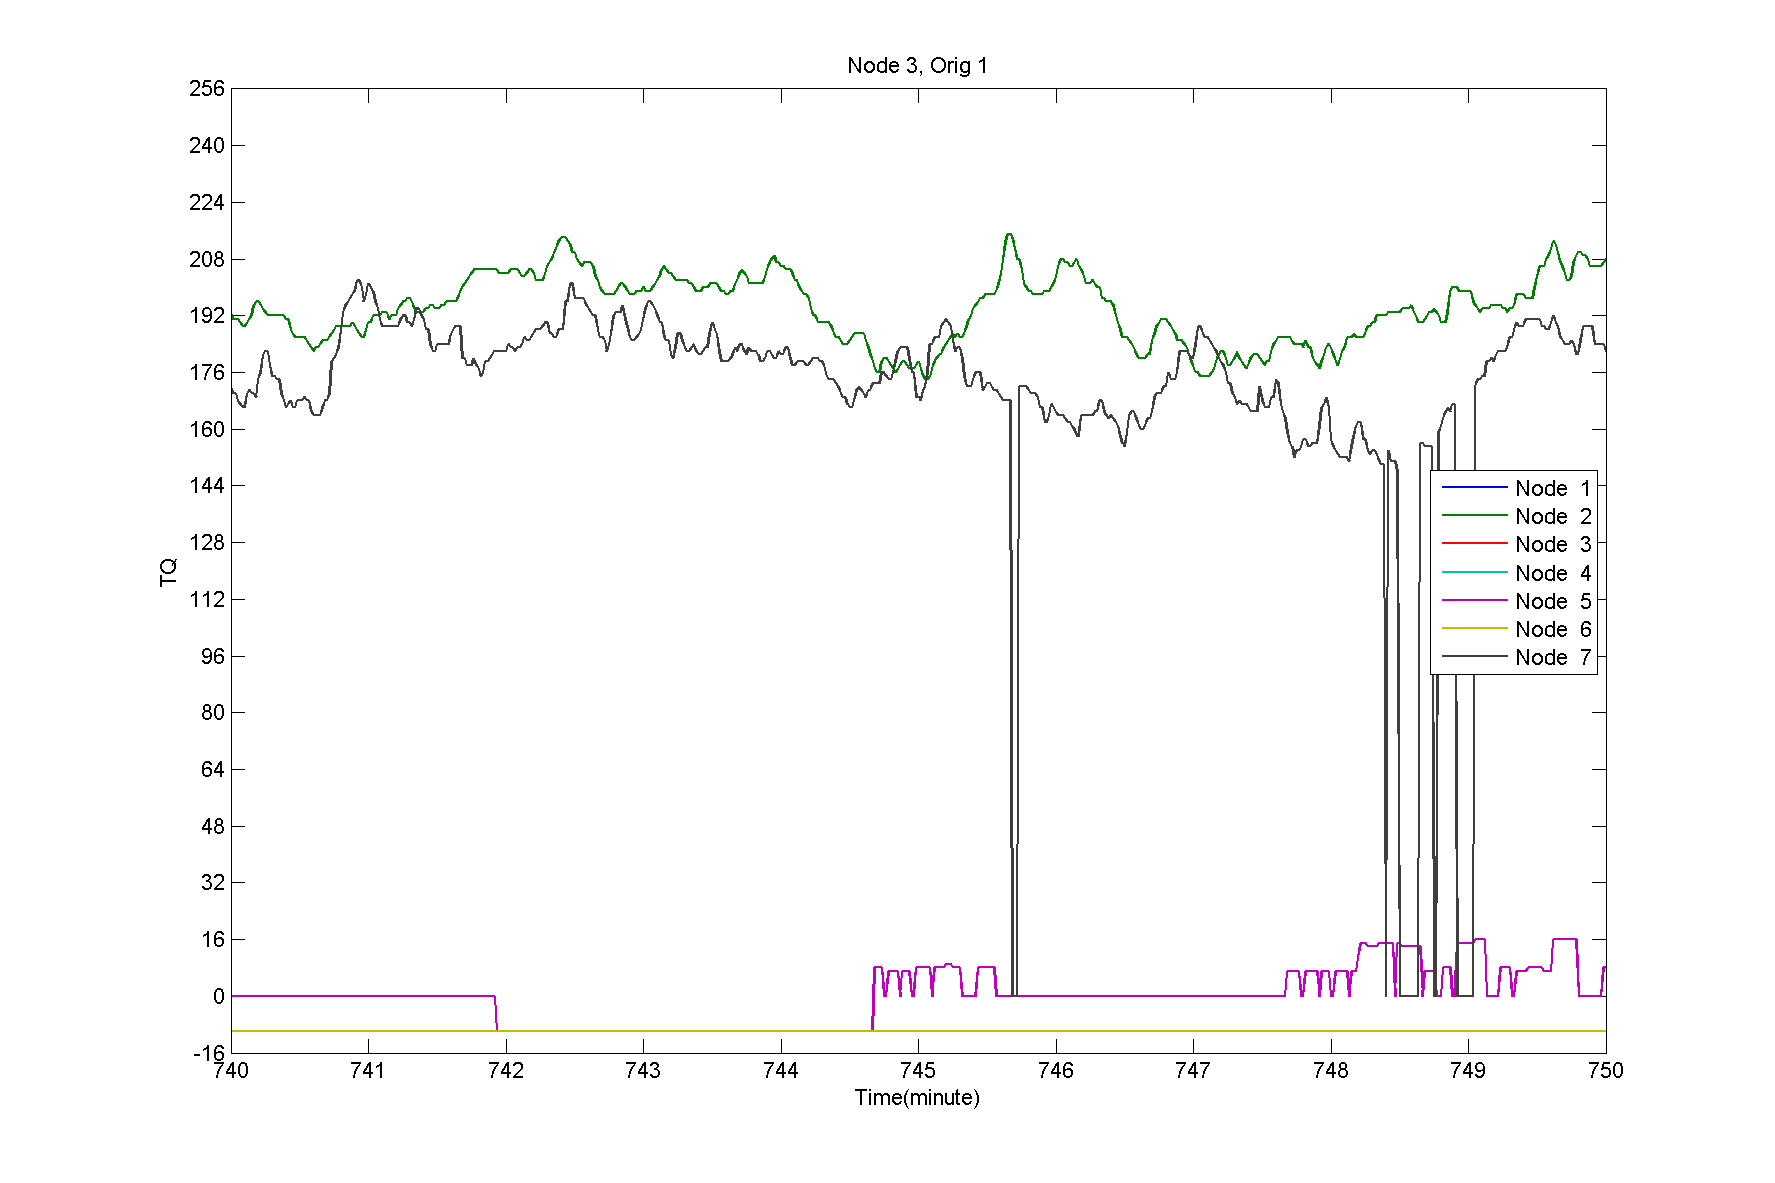 Node 3, Orig 1
256
240
224
208
192
176
160
144
128
112
96
80
64
48
32
16
0
-16
TQ
Node 1
Node 2
Node 3
Node 4
Node 5
Node 6
Node 7
740 741 742 743 744 745 746 747 748 749 750
Time(minute)